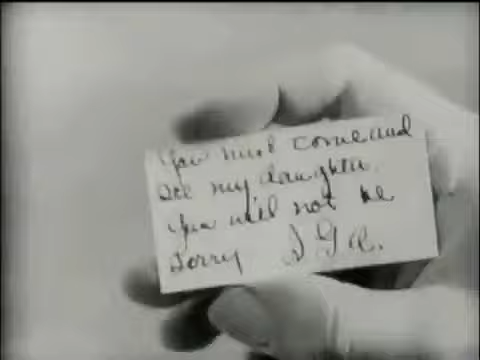 You must come and
see my daughter.
You will not be
sorry D G A.